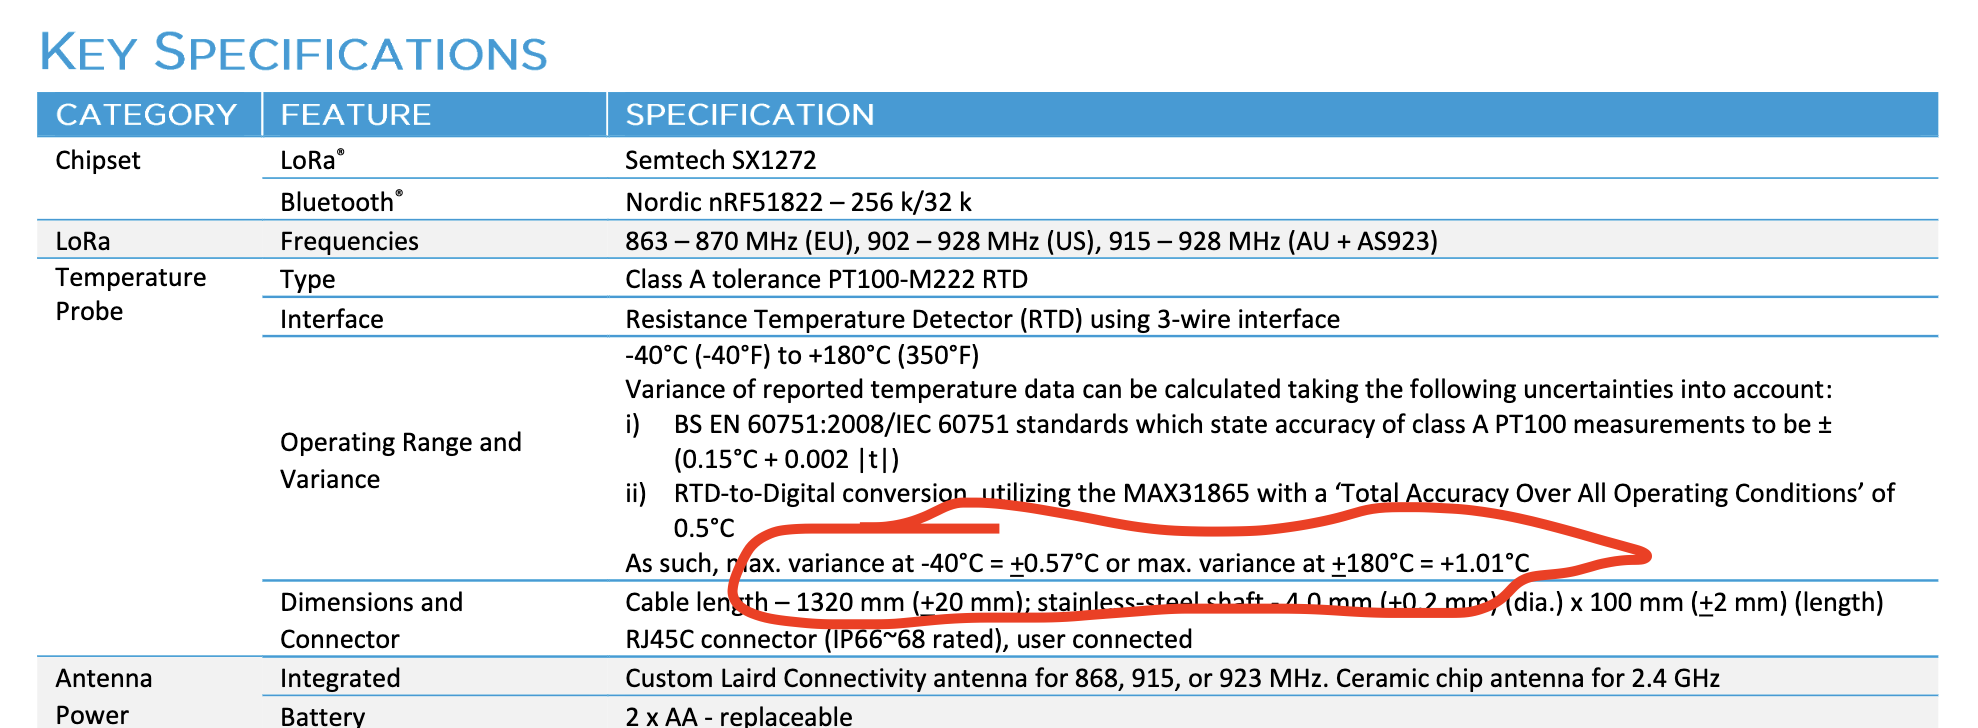 KEY SPECIFICATIONS
CATEGORY FEATURE SPECIFICATION
Chipset LoRa® Semtech SX1272
Bluetooth® Nordic nRF51822 – 256 k/32 k
LoRa Frequencies 863 – 870 MHz (EU), 902 – 928 MHz (US), 915 – 928 MHz (AU + AS923)
Temperature Probe Type Class A tolerance PT100-M222 RTD
Interface Resistance Temperature Detector (RTD) using 3-wire interface
Operating Range and Variance
-40°C (-40°F) to +180°C (350°F)
Variance of reported temperature data can be calculated taking the following uncertainties into account:
i) BS EN 60751:2008/IEC 60751 standards which state accuracy of class A PT100 measurements to be ±
(0.15°C + 0.002 |t|)
ii) RTD-to-Digital conversion, utilizing the MAX31865 with a ‘Total Accuracy Over All Operating Conditions’ of
0.5°C
As such, max. variance at -40°C = ±0.57°C or max. variance at ±180°C = +1.01°C
Dimensions and Connector
Cable length – 1320 mm (±20 mm); stainless-steel shaft - 4.0 mm (±0.2 mm) (dia.) x 100 mm (±2 mm) (length)
RJ45C connector (IP66~68 rated), user connected
Antenna Integrated Custom Laird Connectivity antenna for 868, 915, or 923 MHz. Ceramic chip antenna for 2.4 GHz
Power Battery 2 x AA - replaceable